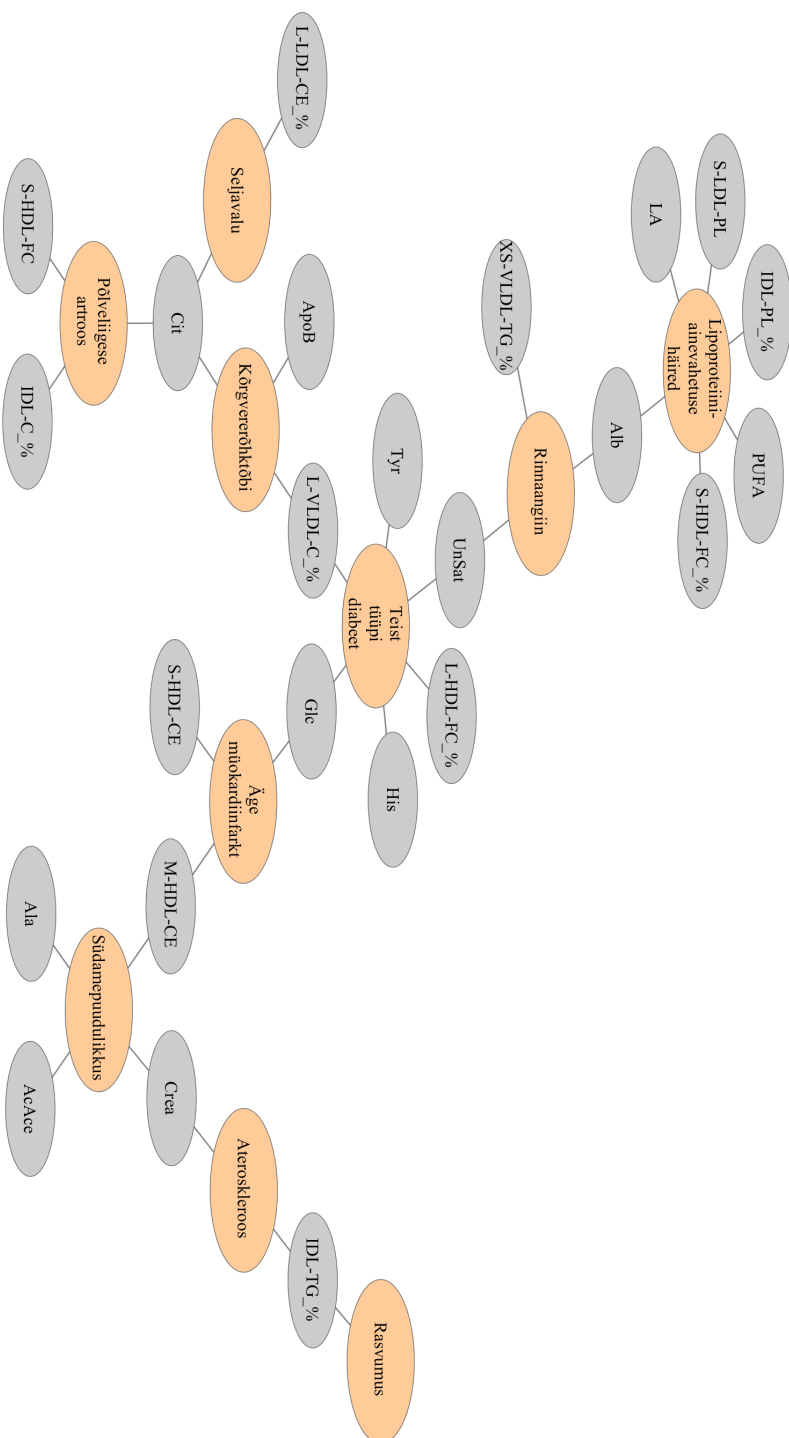 L-LDL-CE_%
Seljavalu
S-HDL-FC
Põlveliigese
artroos
Cit
IDL-C_%
ApoB
Kõrgvererõhktõbi
L-VLDL-C_%
S-LDL-PL
LA
IDL-PL_%
Lipoproteiini-
ainevahetuse
häired
PUFA
S-HDL-FC_%
Alb
XS-VLDL-TG_%
Rinnaangiin
UnSat
Tyr
Teist
tüüpi
diabeet
L-HDL-FC_%
His
Glc
S-HDL-CE
Äge
müokardiinfarkt
M-HDL-CE
Ala
Südamepuudulikkus
AcAce
Crea
Ateroskleroos
IDL-TG_%
Rasvumus